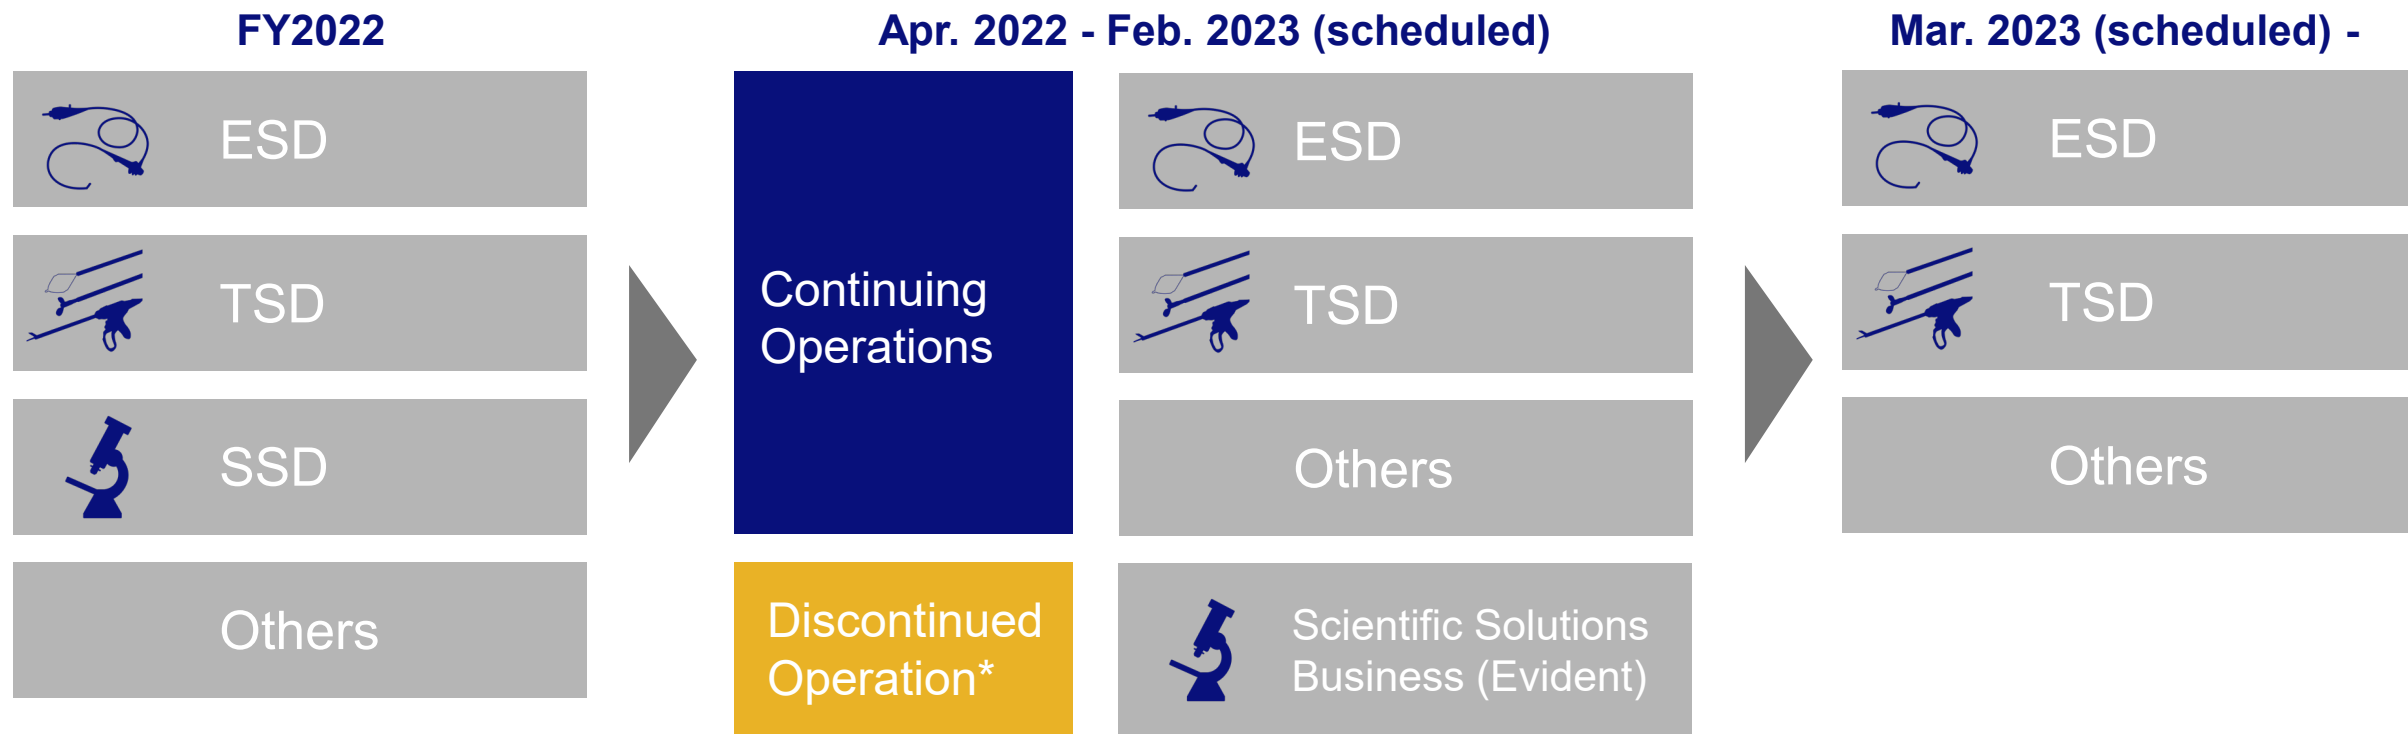 FY2022
ESD
TSD
SSD
Others
Apr. 2022 - Feb. 2023 (scheduled)
Continuing
Operations
ESD
TSD
Others
Discontinued
Operation*
Scientific Solutions
Business (Evident)
Mar. 2023 (scheduled) -
ESD
TSD
Others